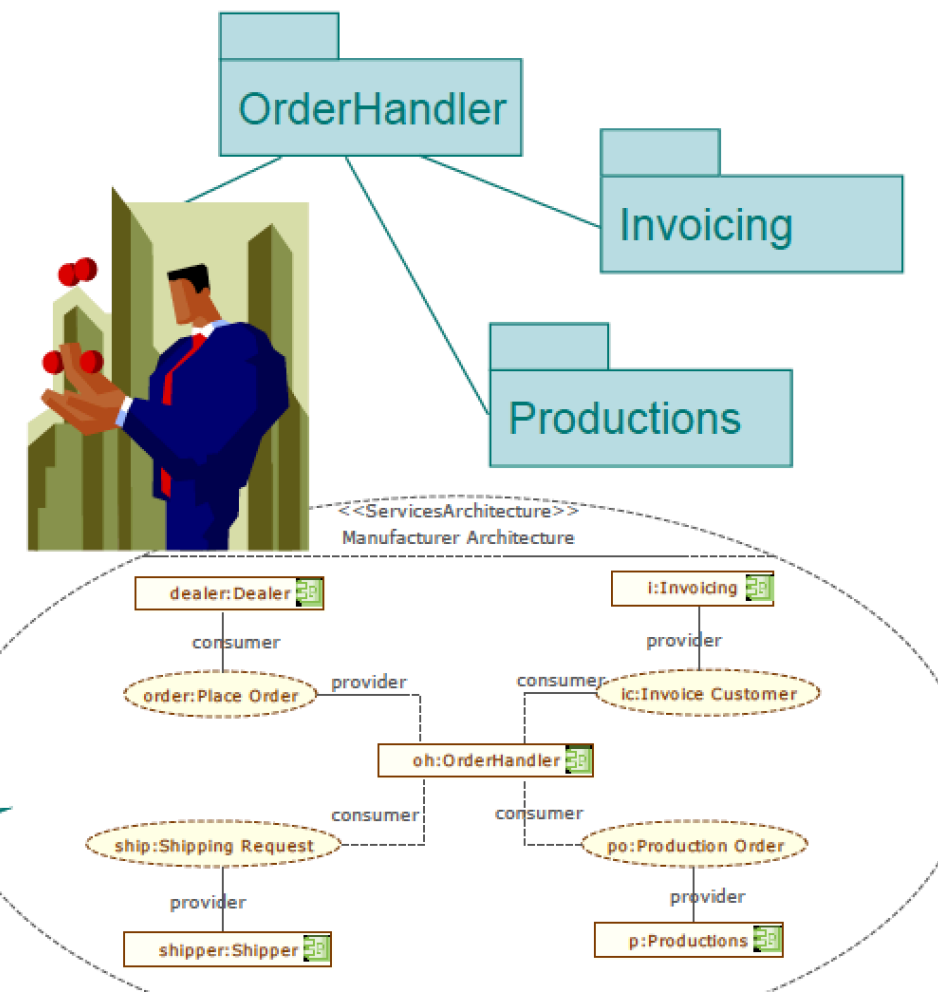 OrderHandler
Invoicing
Productions
<<ServicesArchitecture>>
Manufacturer Architecture
dealer:Dealer
i:Invoicing
consumer
provider
order:Place Order
provider
consumer
ic:Invoice Customer
oh:OrderHandler
consumer
consumer
ship:Shipping Request
po:Production Order
provider
provider
shipper:Shipper
p:Productions